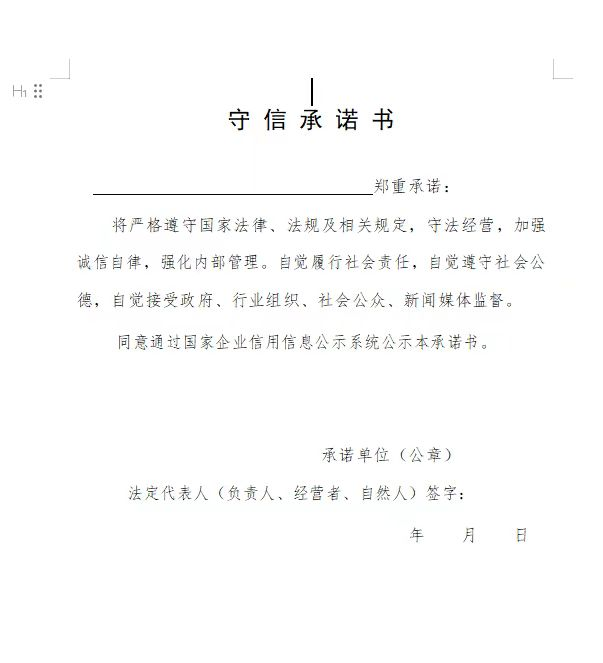 H1
守信承诺书
郑重承诺：
将严格遵守国家法律、法规及相关规定，守法经营，加强
诚信自律，强化内部管理。自觉履行社会责任，自觉遵守社会公
德，自觉接受政府、行业组织、社会公众、新闻媒体监督。
同意通过国家企业信用信息公示系统公示本承诺书。
承诺单位（公章）
法定代表人（负责人、经营者、自然人）签字：
年 月 日